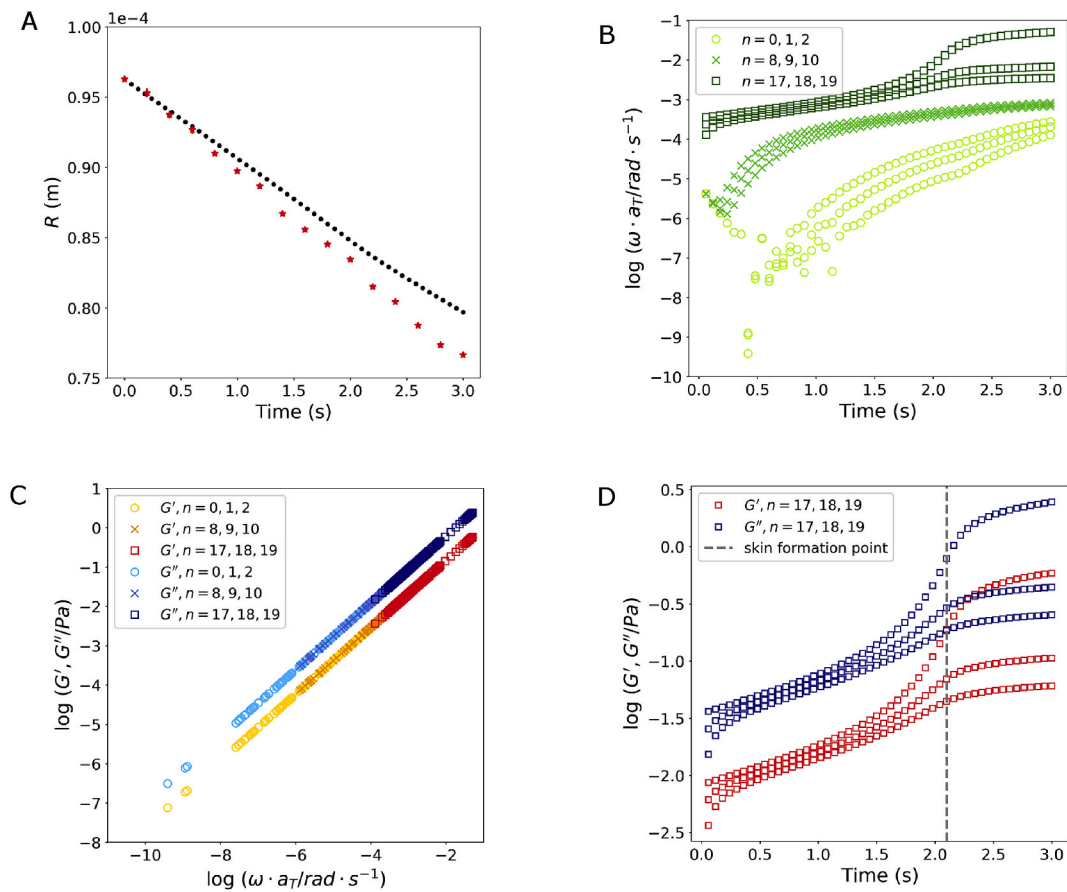 A
1e−4
1.00
0.95
0.90
0.85
0.80
0.75
R (m)
0.0 0.5 1.0 1.5 2.0 2.5 3.0
Time (s)
B
−1
−2
−3
−4
−5
−6
−7
−8
−9
−10
log (ω · a_T/rad · s⁻¹)
n = 0, 1, 2
n = 8, 9, 10
n = 17, 18, 19
0.0 0.5 1.0 1.5 2.0 2.5 3.0
Time (s)
C
1
0
−1
−2
−3
−4
−5
−6
−7
−8
log (G′, G″/Pa)
G′, n = 0, 1, 2
G′, n = 8, 9, 10
G′, n = 17, 18, 19
G″, n = 0, 1, 2
G″, n = 8, 9, 10
G″, n = 17, 18, 19
−10 −8 −6 −4 −2
log (ω · a_T/rad · s⁻¹)
D
0.5
0.0
−0.5
−1.0
−1.5
−2.0
−2.5
log (G′, G″/Pa)
G′, n = 17, 18, 19
G″, n = 17, 18, 19
skin formation point
0.0 0.5 1.0 1.5 2.0 2.5 3.0
Time (s)